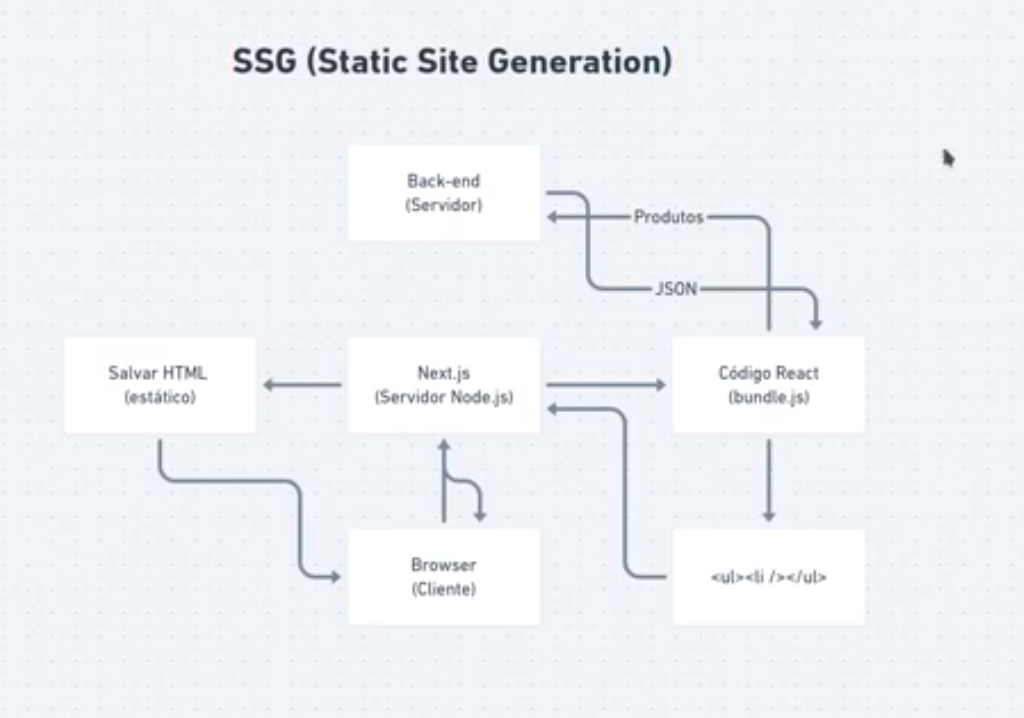 SSG (Static Site Generation)
Back-end
(Servidor)
Produtos
JSON
Salvar HTML
(estático)
Next.js
(Servidor Node.js)
Código React
(bundle.js)
Browser
(Cliente)
<ul><li /></ul>